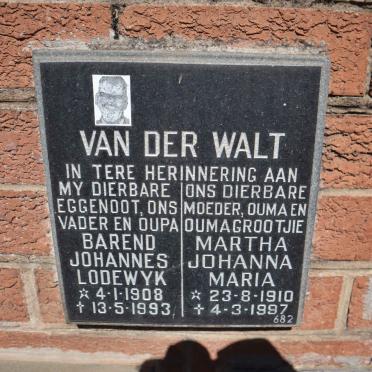 VAN DER WALT
IN TERE HERINNERING AAN
MY DIERBARE
EGGENOOT, ONS
VADER EN OUPA
BAREND
JOHANNES
LODEWYK
☆ 4-1-1908
✝ 13-5-1993
ONS DIERBARE
MOEDER, OUMA EN
OUMAGROOTJIE
MARTHA
JOHANNA
MARIA
☆ 23-8-1910
✝ 4-3-1997
682